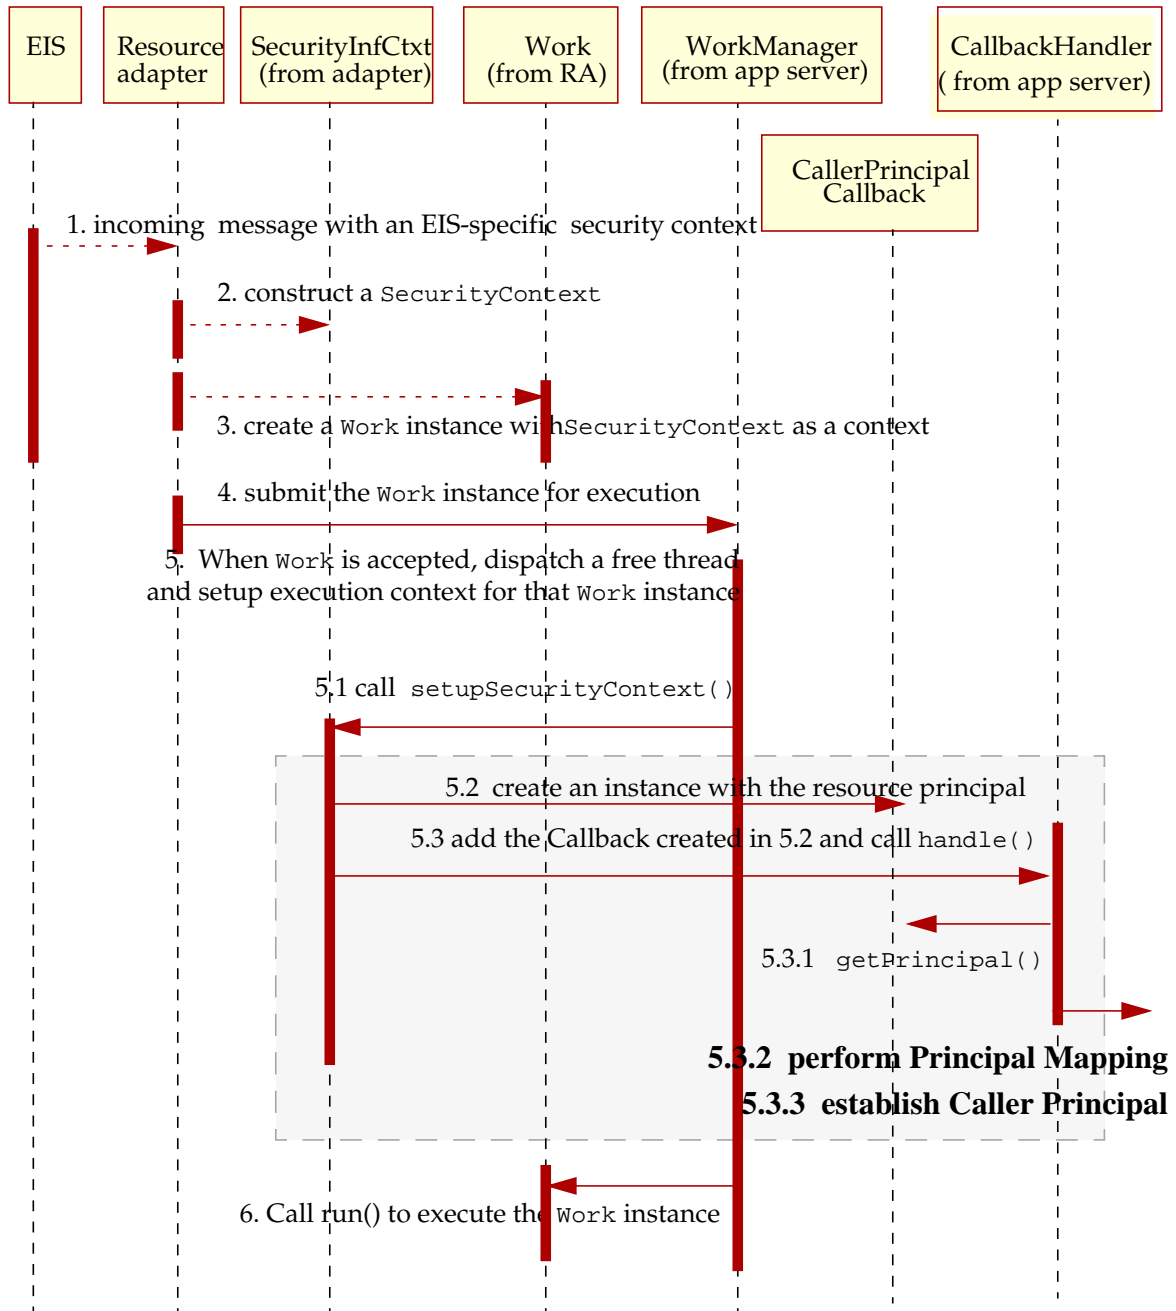 EIS
Resource
adapter
SecurityInfCtxt
(from adapter)
Work
(from RA)
WorkManager
(from app server)
CallbackHandler
( from app server)
CallerPrincipal
Callback
1. incoming message with an EIS-specific security context
2. construct a SecurityContext
3. create a Work instance withSecurityContext as a context
4. submit the Work instance for execution
5. When Work is accepted, dispatch a free thread
and setup execution context for that Work instance
5.1 call setupSecurityContext()
5.2 create an instance with the resource principal
5.3 add the Callback created in 5.2 and call handle()
5.3.1 getPrincipal()
5.3.2 perform Principal Mapping
5.3.3 establish Caller Principal
6. Call run() to execute the Work instance